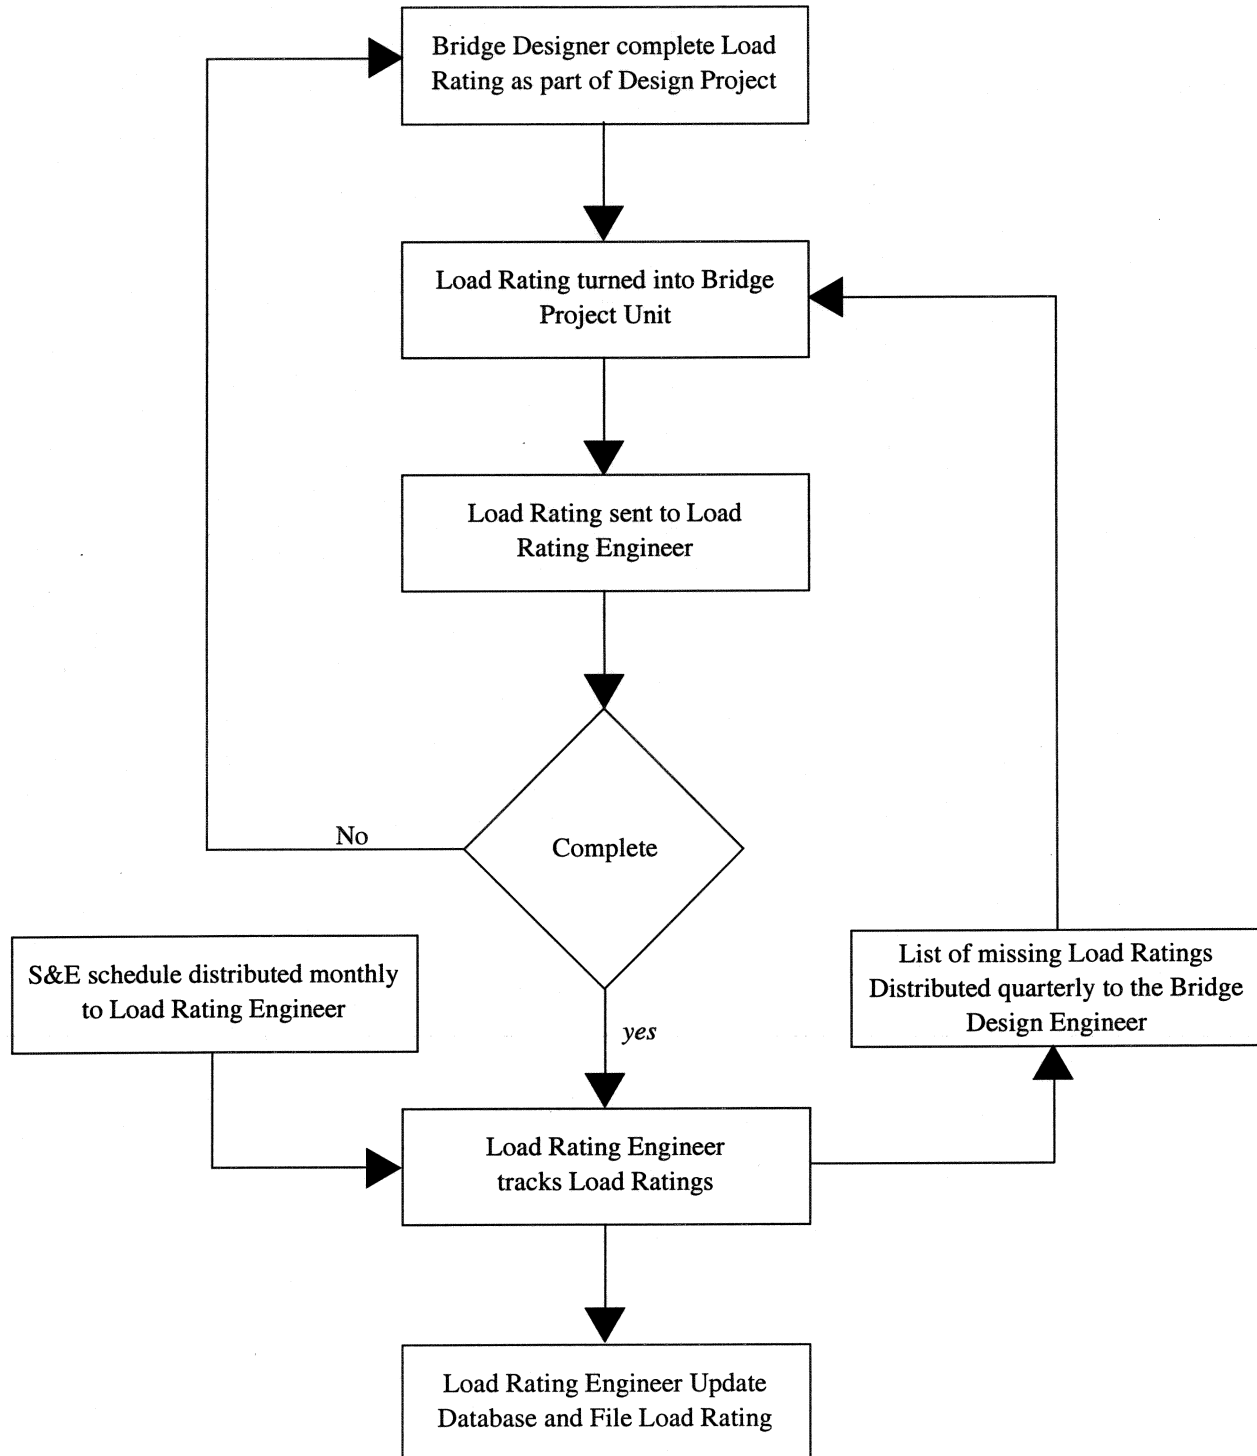 Bridge Designer complete Load
Rating as part of Design Project
Load Rating turned into Bridge
Project Unit
Load Rating sent to Load
Rating Engineer
No
Complete
S&E schedule distributed monthly
to Load Rating Engineer
List of missing Load Ratings
Distributed quarterly to the Bridge
Design Engineer
yes
Load Rating Engineer
tracks Load Ratings
Load Rating Engineer Update
Database and File Load Rating